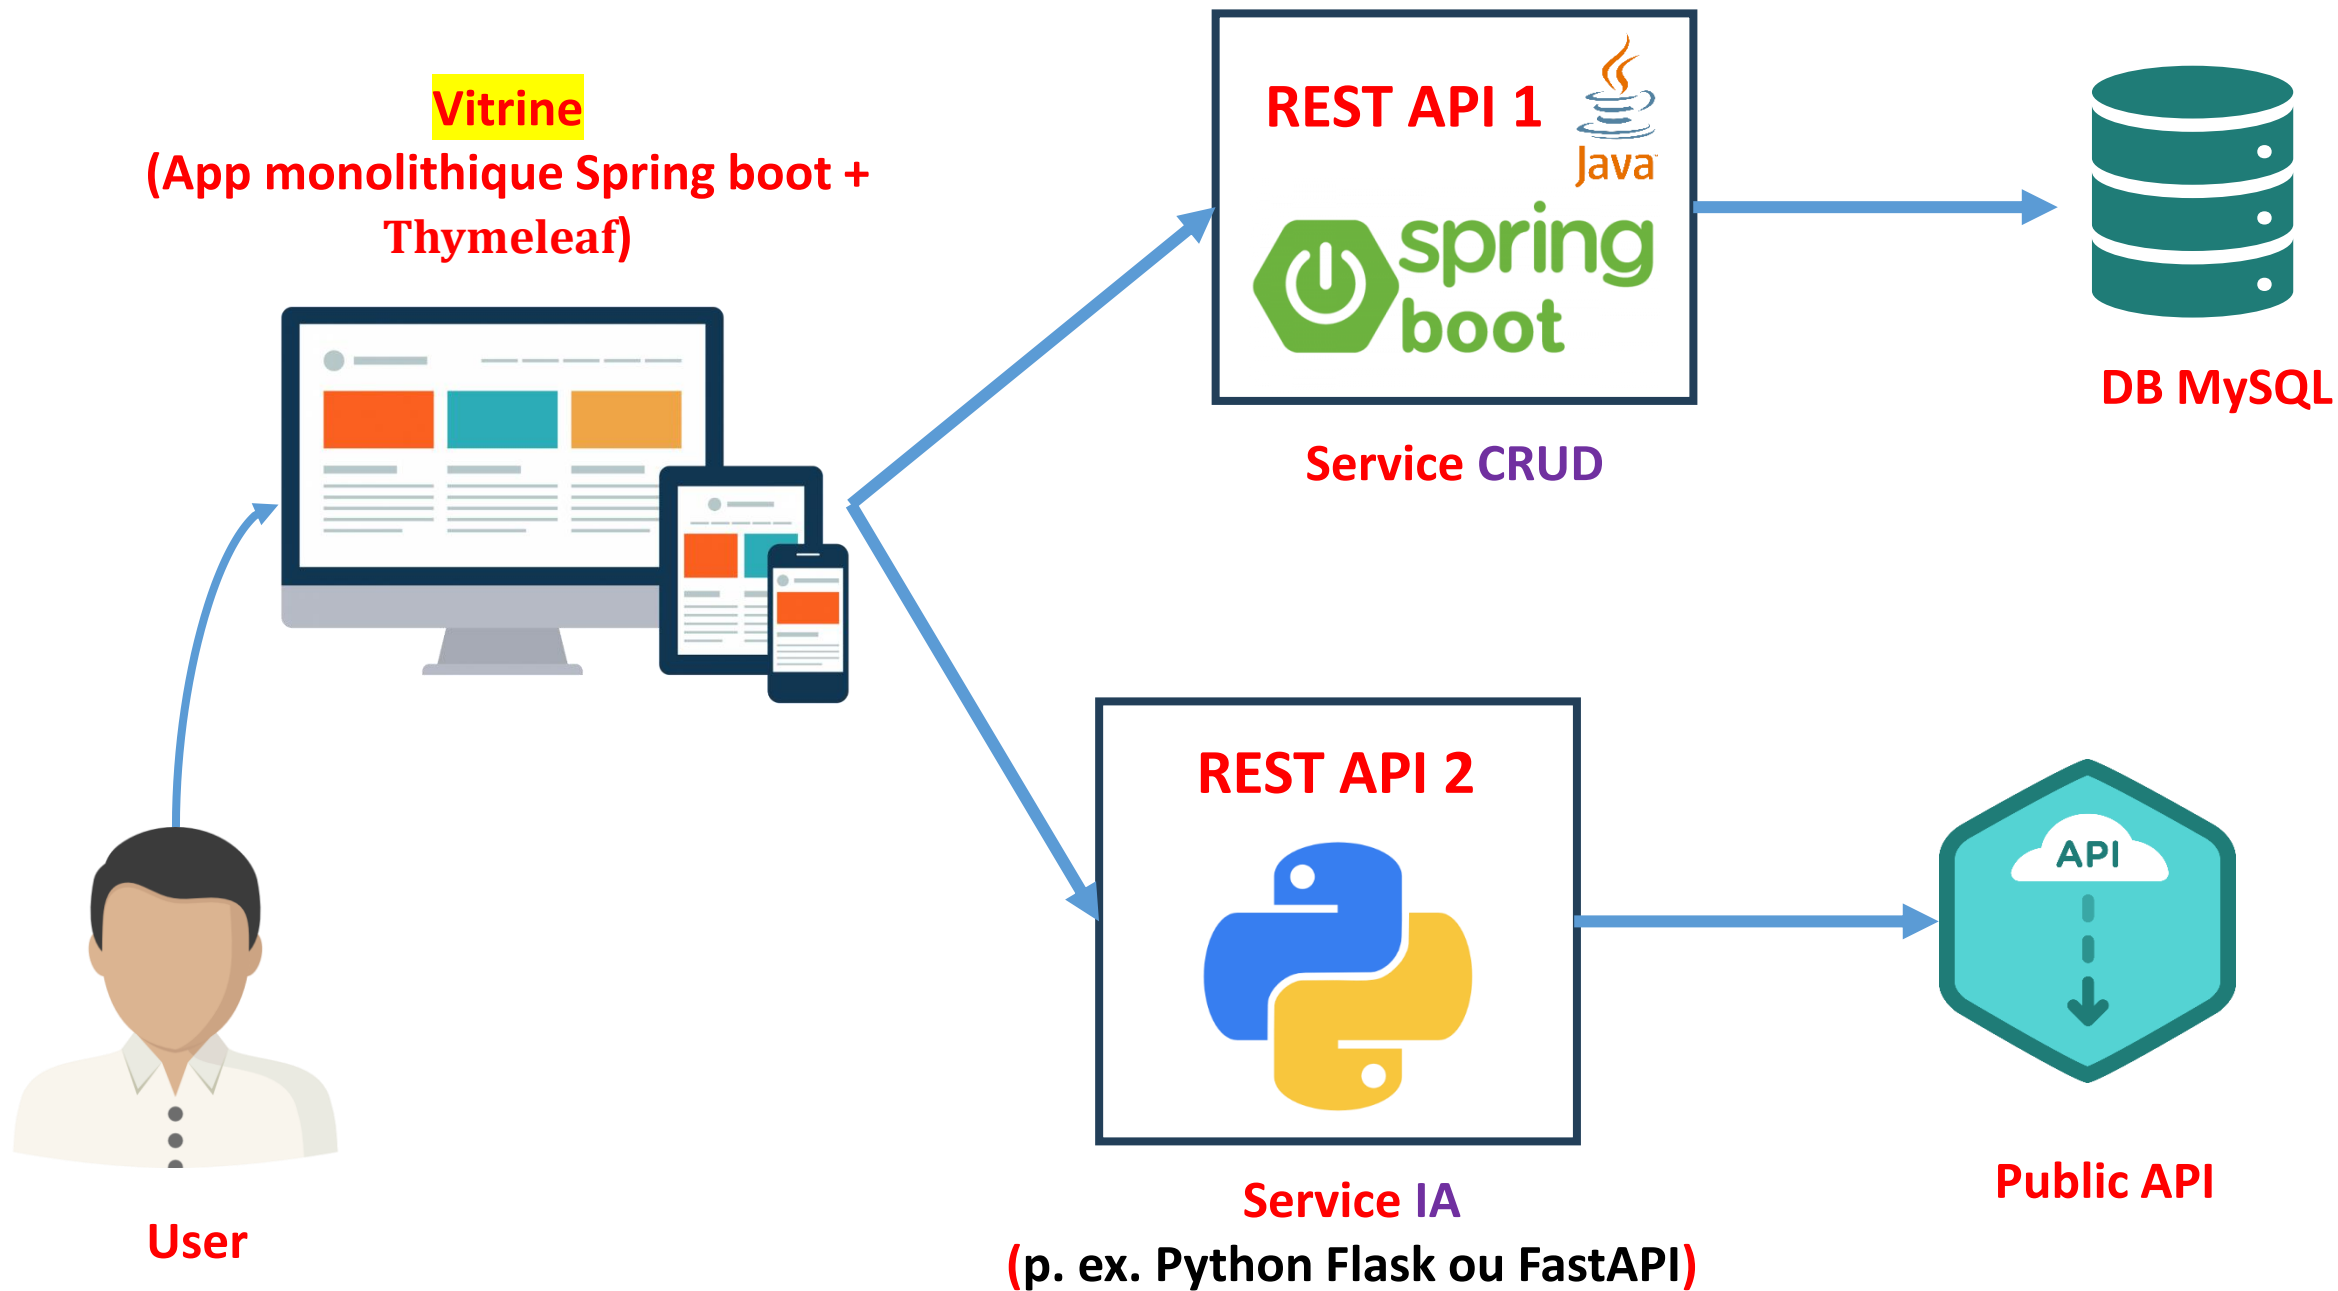 Vitrine
(App monolithique Spring boot +
Thymeleaf)
REST API 1
Java
spring
boot
Service CRUD
DB MySQL
REST API 2
API
Service IA
(p. ex. Python Flask ou FastAPI)
Public API
User